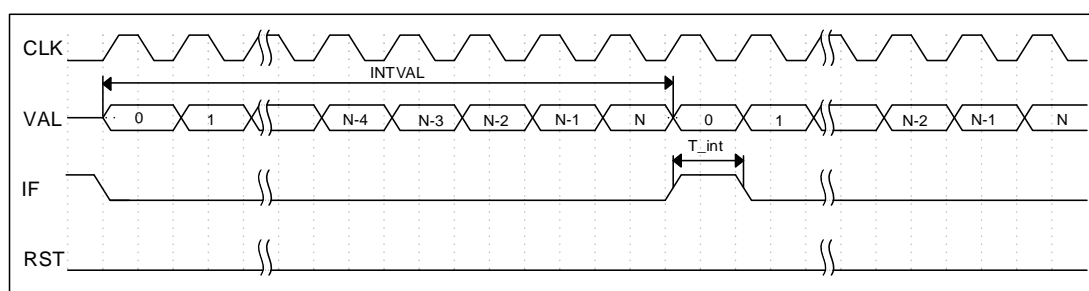 CLK
INTVAL
VAL 0 1 N-4 N-3 N-2 N-1 N 0 1 N-2 N-1 N
T_int
IF
RST